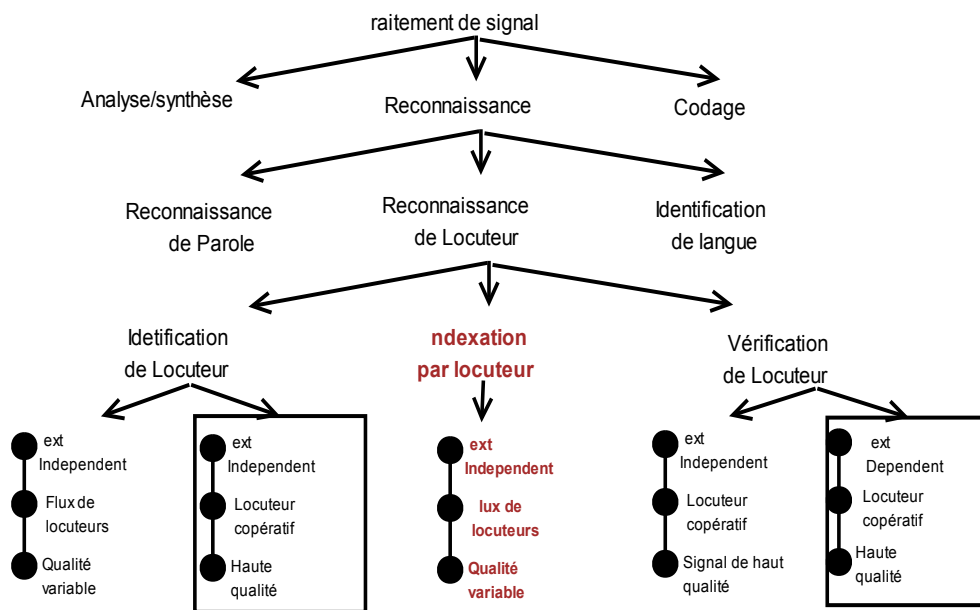 raitement de signal
Analyse/synthèse
Reconnaissance
Codage
Reconnaissance
de Parole
Reconnaissance
de Locuteur
Identification
de langue
Idetification
de Locuteur
ndexation
par locuteur
Vérification
de Locuteur
ext
Independent
Flux de
locuteurs
Qualité
variable
ext
Independent
Locuteur
copératif
Haute
qualité
ext
Independent
lux de
locuteurs
Qualité
variable
ext
Independent
Locuteur
copératif
Signal de haut
qualité
ext
Dependent
Locuteur
copératif
Haute
qualité